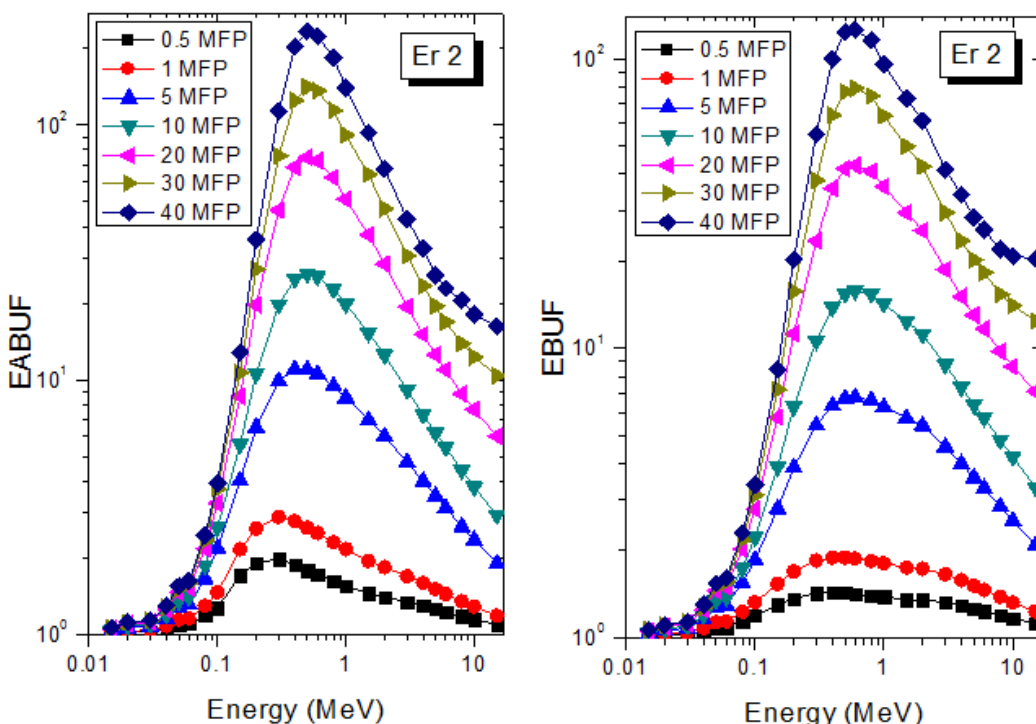 0.5 MFP
1 MFP
5 MFP
10 MFP
20 MFP
30 MFP
40 MFP
Er 2
EABUF
10²
10¹
10⁰
0.01 0.1 1 10
Energy (MeV)
0.5 MFP
1 MFP
5 MFP
10 MFP
20 MFP
30 MFP
40 MFP
Er 2
EBUF
10²
10¹
10⁰
0.01 0.1 1 10
Energy (MeV)